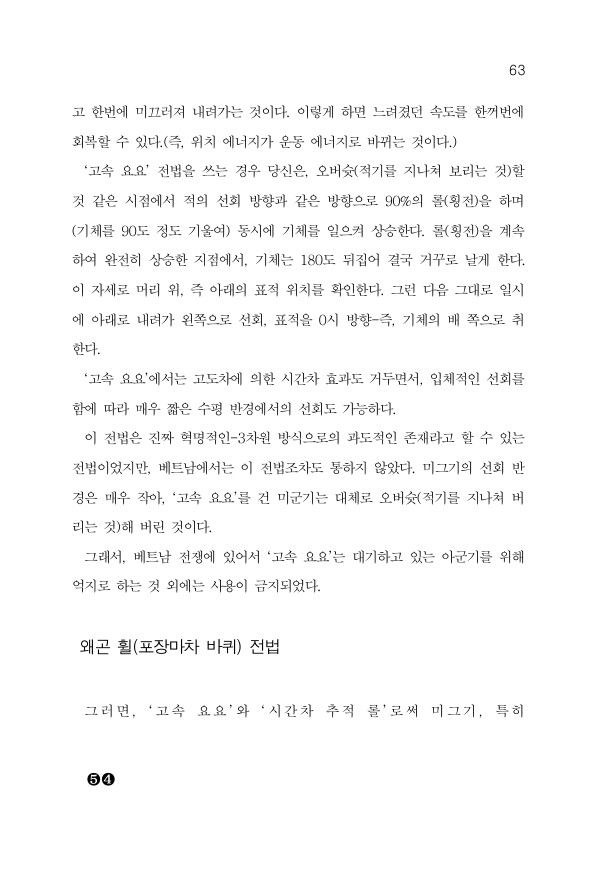 63
고 한번에 미끄러져 내려가는 것이다. 이렇게 하면 느려졌던 속도를 한꺼번에
회복할 수 있다.(즉, 위치 에너지가 운동 에너지로 바뀌는 것이다.)
‘고속 요요’ 전법을 쓰는 경우 당신은, 오버슛(적기를 지나쳐 보리는 것)할
것 같은 시점에서 적의 선회 방향과 같은 방향으로 90%의 롤(횡전)을 하며
(기체를 90도 정도 기울여) 동시에 기체를 일으켜 상승한다. 롤(횡전)을 계속
하여 완전히 상승한 지점에서, 기체는 180도 뒤집어 결국 거꾸로 날게 한다.
이 자세로 머리 위, 즉 아래의 표적 위치를 확인한다. 그런 다음 그대로 일시
에 아래로 내려가 왼쪽으로 선회, 표적을 0시 방향-즉, 기체의 배 쪽으로 취
한다.
‘고속 요요’에서는 고도차에 의한 시간차 효과도 거두면서, 입체적인 선회를
함에 따라 매우 짧은 수평 반경에서의 선회도 가능하다.
이 전법은 진짜 혁명적인-3차원 방식으로의 과도적인 존재라고 할 수 있는
전법이었지만, 베트남에서는 이 전법조차도 통하지 않았다. 미그기의 선회 반
경은 매우 작아, ‘고속 요요’를 건 미군기는 대체로 오버슛(적기를 지나쳐 버
리는 것)해 버린 것이다.
그래서, 베트남 전쟁에 있어서 ‘고속 요요’는 대기하고 있는 아군기를 위해
억지로 하는 것 외에는 사용이 금지되었다.
왜곤 휠(포장마차 바퀴) 전법
그러면, ‘고속 요요’와 ‘시간차 추적 롤’로써 미그기, 특히
❺❹